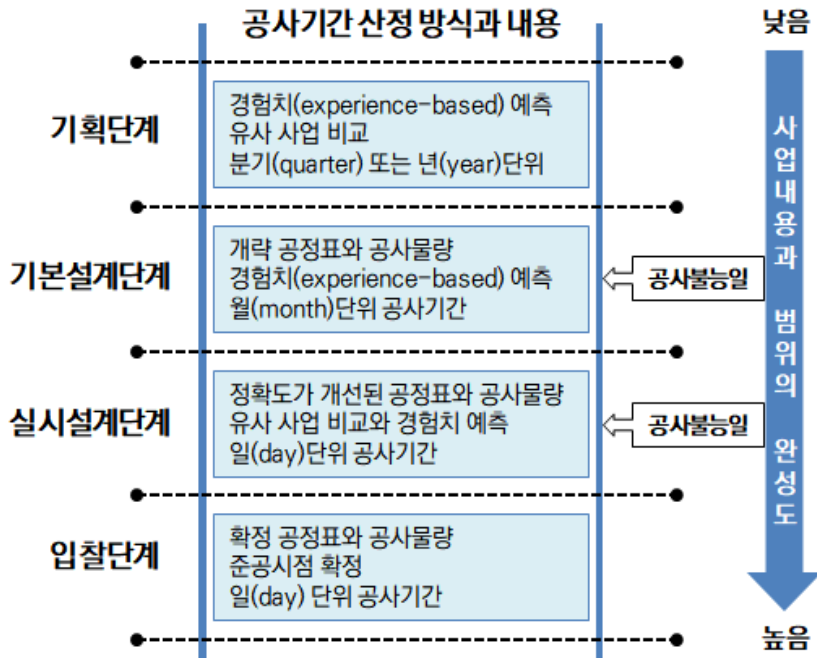 공사기간 산정 방식과 내용
낮음
기획단계
경험치(experience-based) 예측
유사 사업 비교
분기(quarter) 또는 년(year)단위
기본설계단계
개략 공정표와 공사물량
경험치(experience-based) 예측
월(month)단위 공사기간
공사불능일
실시설계단계
정확도가 개선된 공정표와 공사물량
유사 사업 비교와 경험치 예측
일(day)단위 공사기간
공사불능일
입찰단계
확정 공정표와 공사물량
준공시점 확정
일(day) 단위 공사기간
사업내용과 범위의 완성도
높음